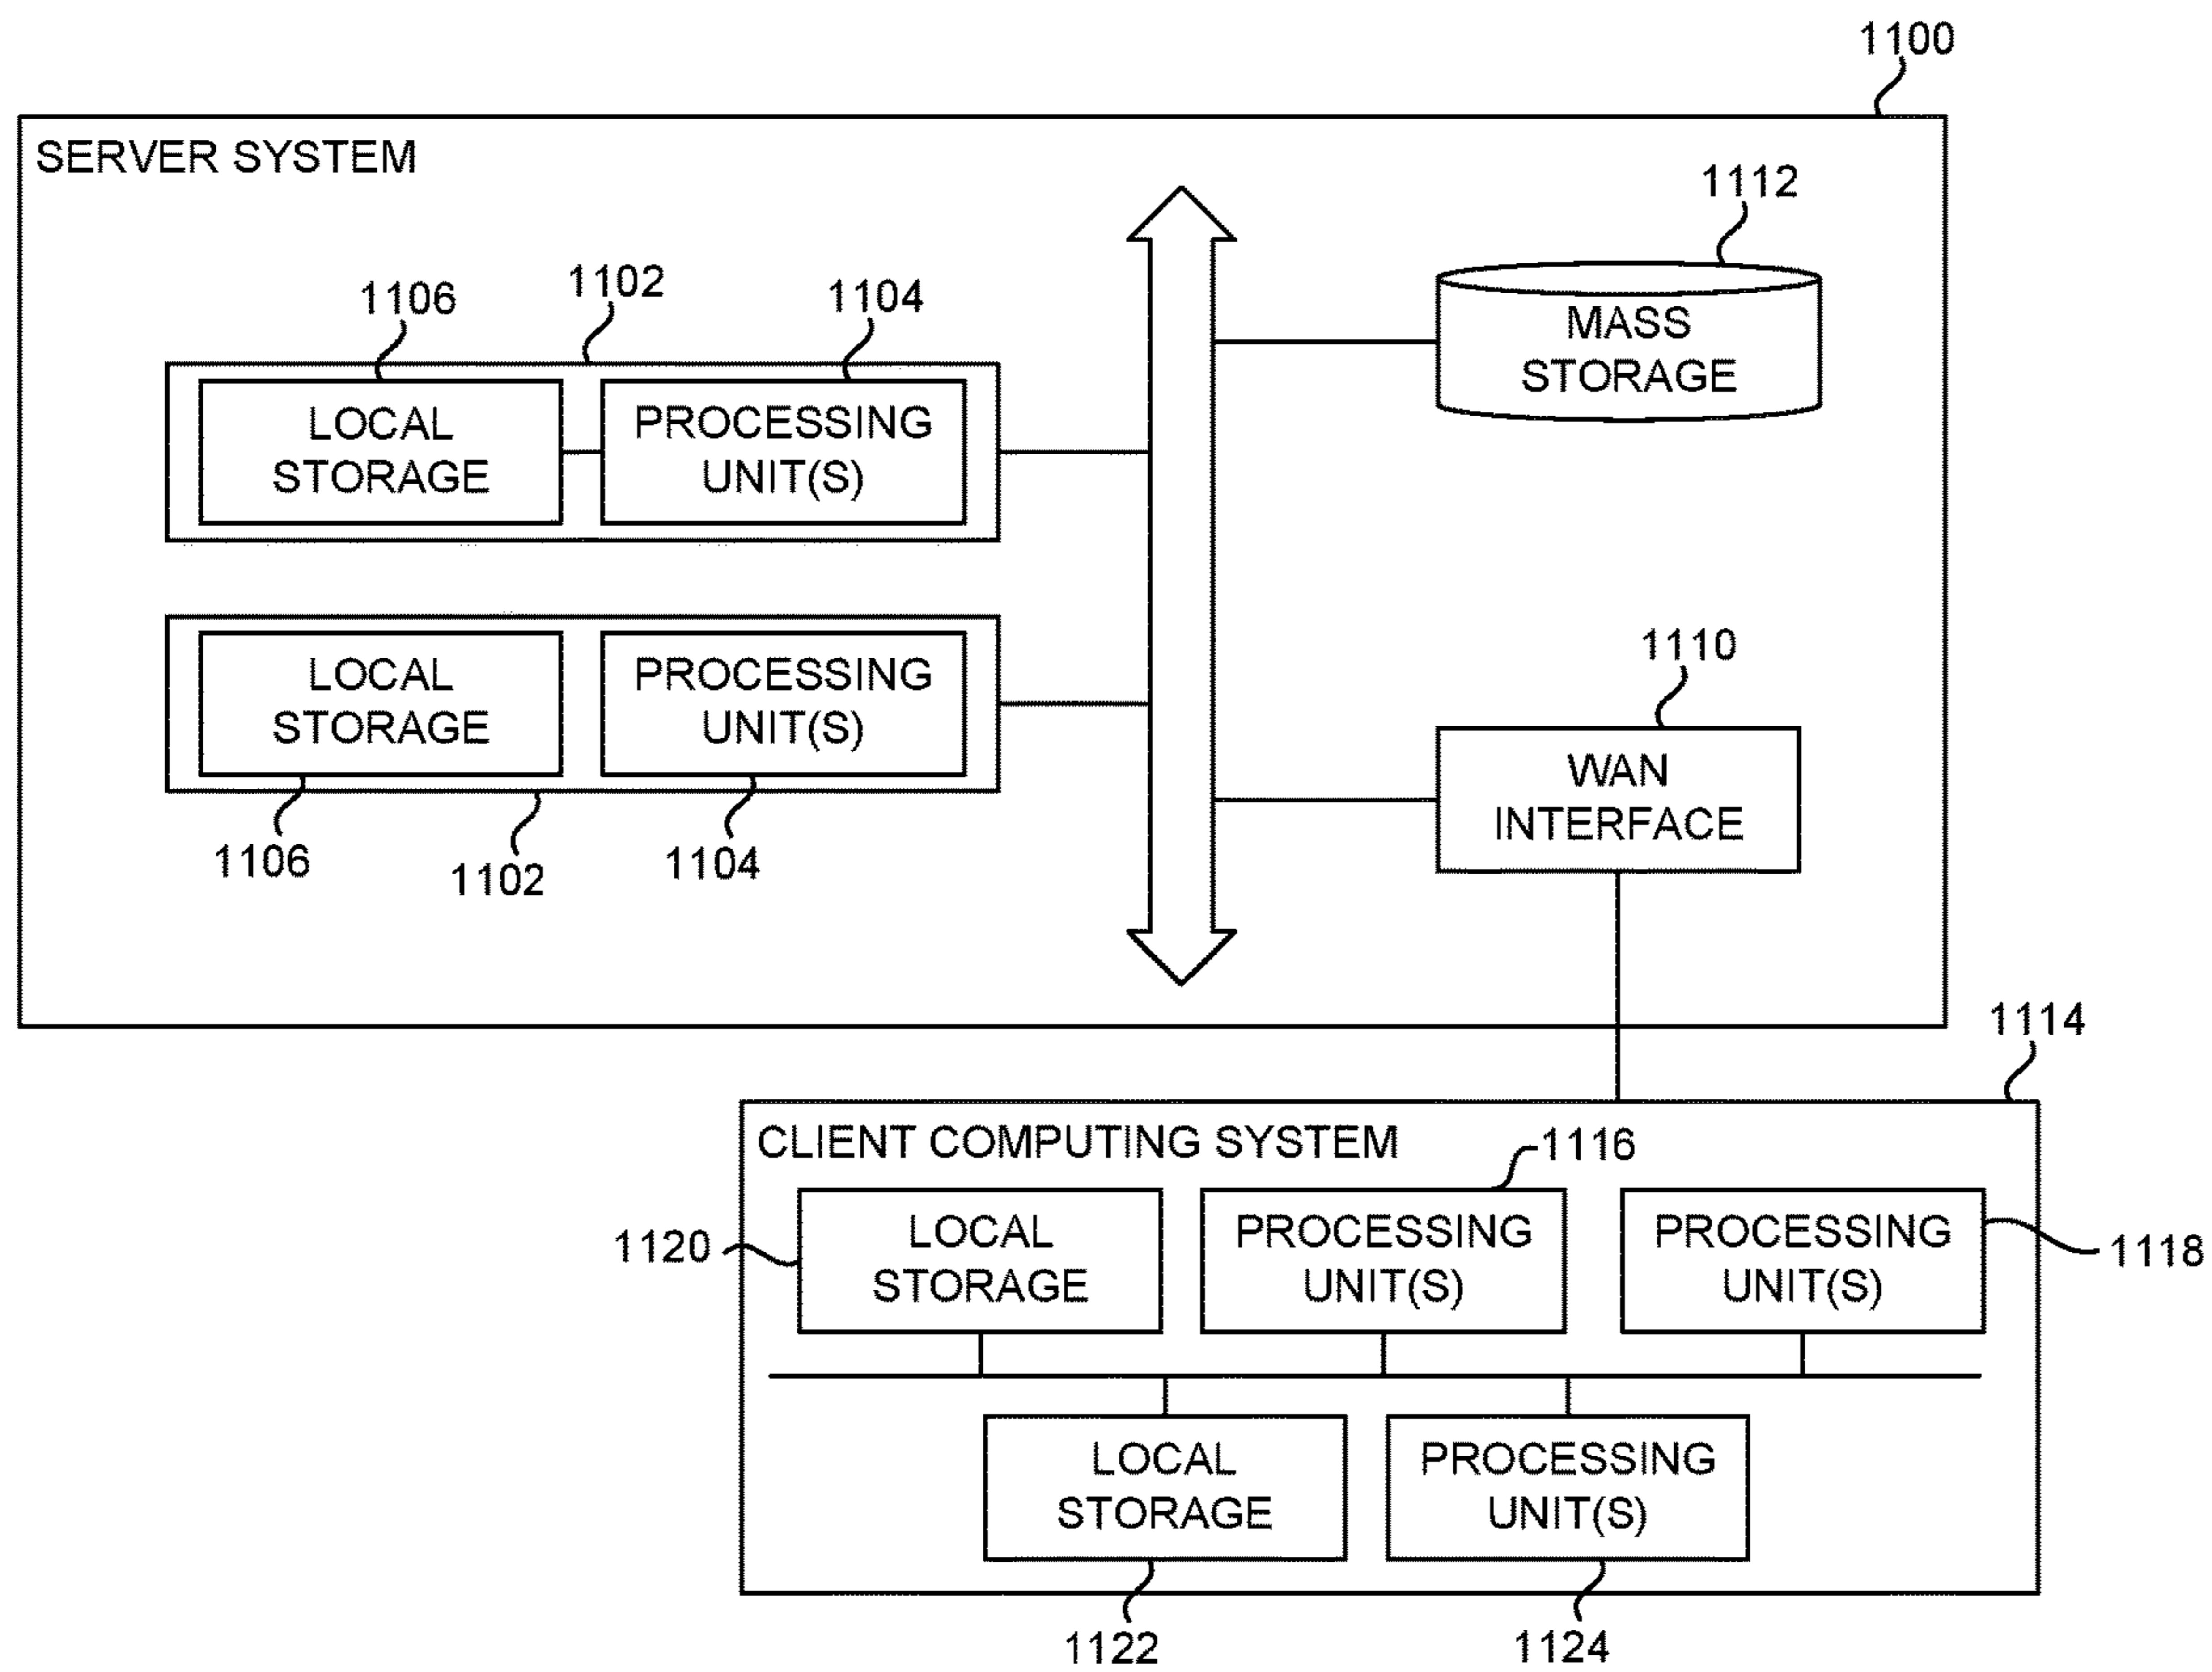 1100
SERVER SYSTEM
1112
1106
1102
1104
MASS
STORAGE
LOCAL
STORAGE
PROCESSING
UNIT(S)
LOCAL
STORAGE
PROCESSING
UNIT(S)
1110
WAN
INTERFACE
1106
1102
1104
1114
CLIENT COMPUTING SYSTEM
1116
1120
LOCAL
STORAGE
PROCESSING
UNIT(S)
PROCESSING
UNIT(S)
1118
LOCAL
STORAGE
PROCESSING
UNIT(S)
1122
1124